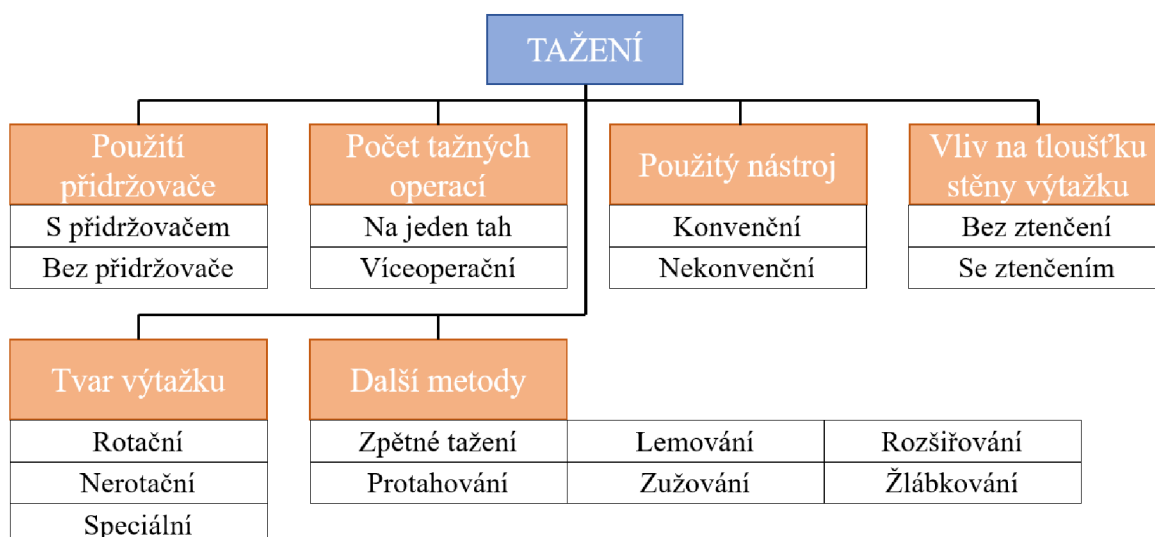 TAŽENÍ
Použití
přidržovače
S přidržovačem
Bez přidržovače
Počet tažných
operací
Na jeden tah
Víceoperační
Použitý nástroj
Konvenční
Nekonvenční
Vliv na tloušťku
stěny výtažku
Bez ztenčení
Se ztenčením
Tvar výtažku
Rotační
Nerotační
Speciální
Další metody
Zpětné tažení
Lemování
Rozšiřování
Protahování
Zužování
Žlábkování